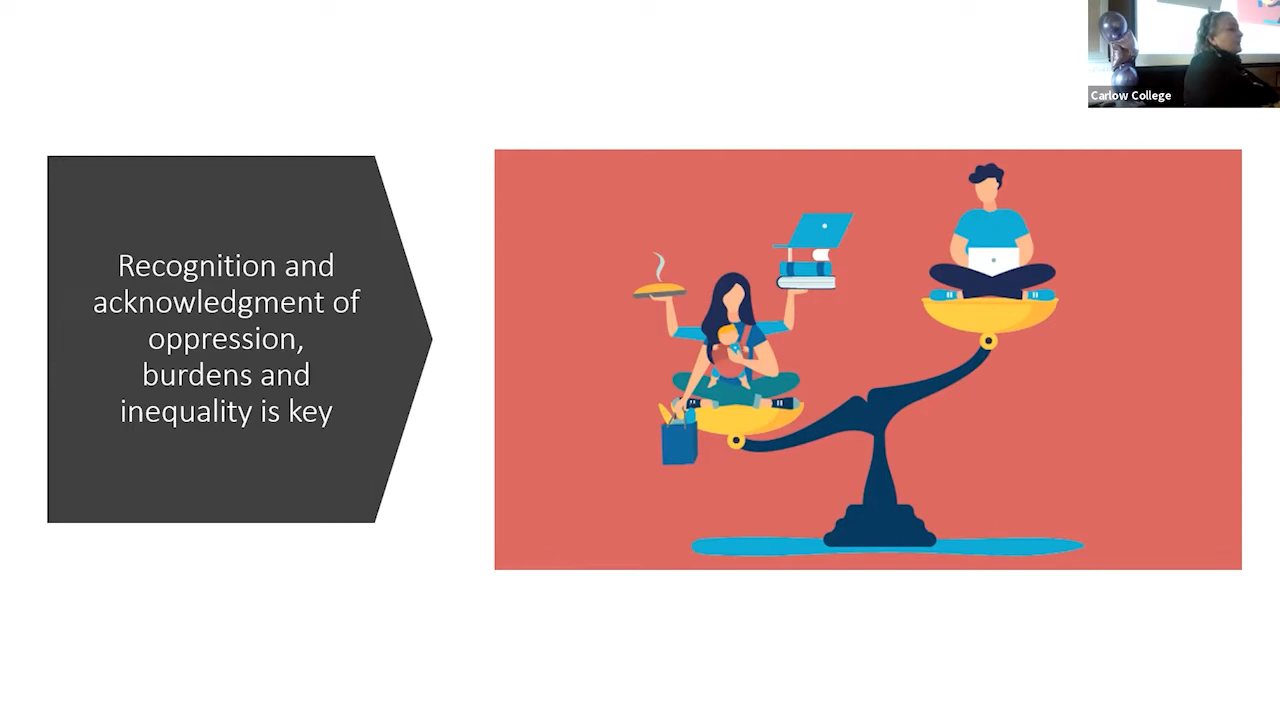 Carlow College
Recognition and
acknowledgment of
oppression,
burdens and
inequality is key